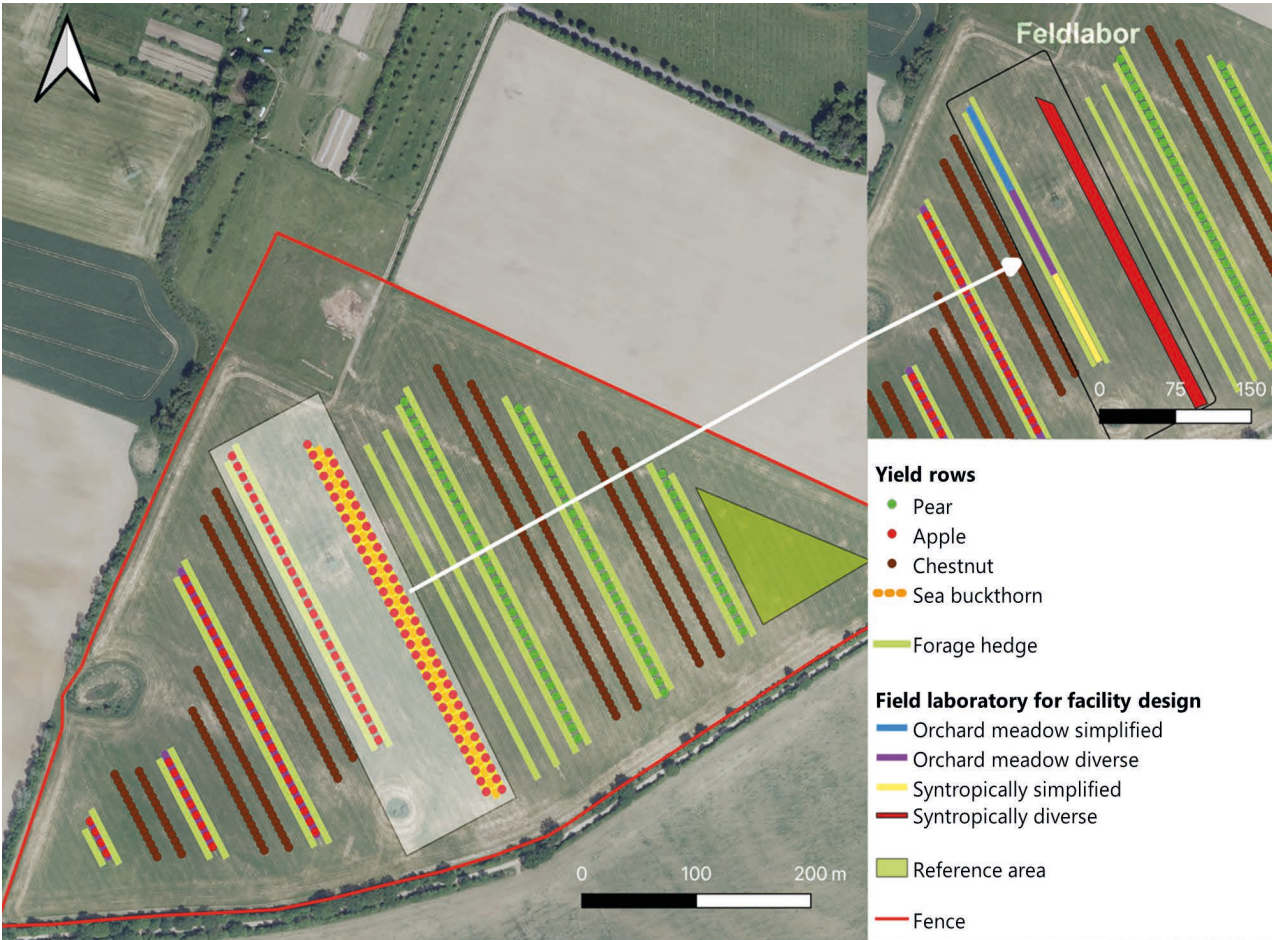 Feldlabor
0 75 150 m
0 100 200 m
Yield rows
Pear
Apple
Chestnut
Sea buckthorn
Forage hedge
Field laboratory for facility design
Orchard meadow simplified
Orchard meadow diverse
Syntropically simplified
Syntropically diverse
Reference area
Fence